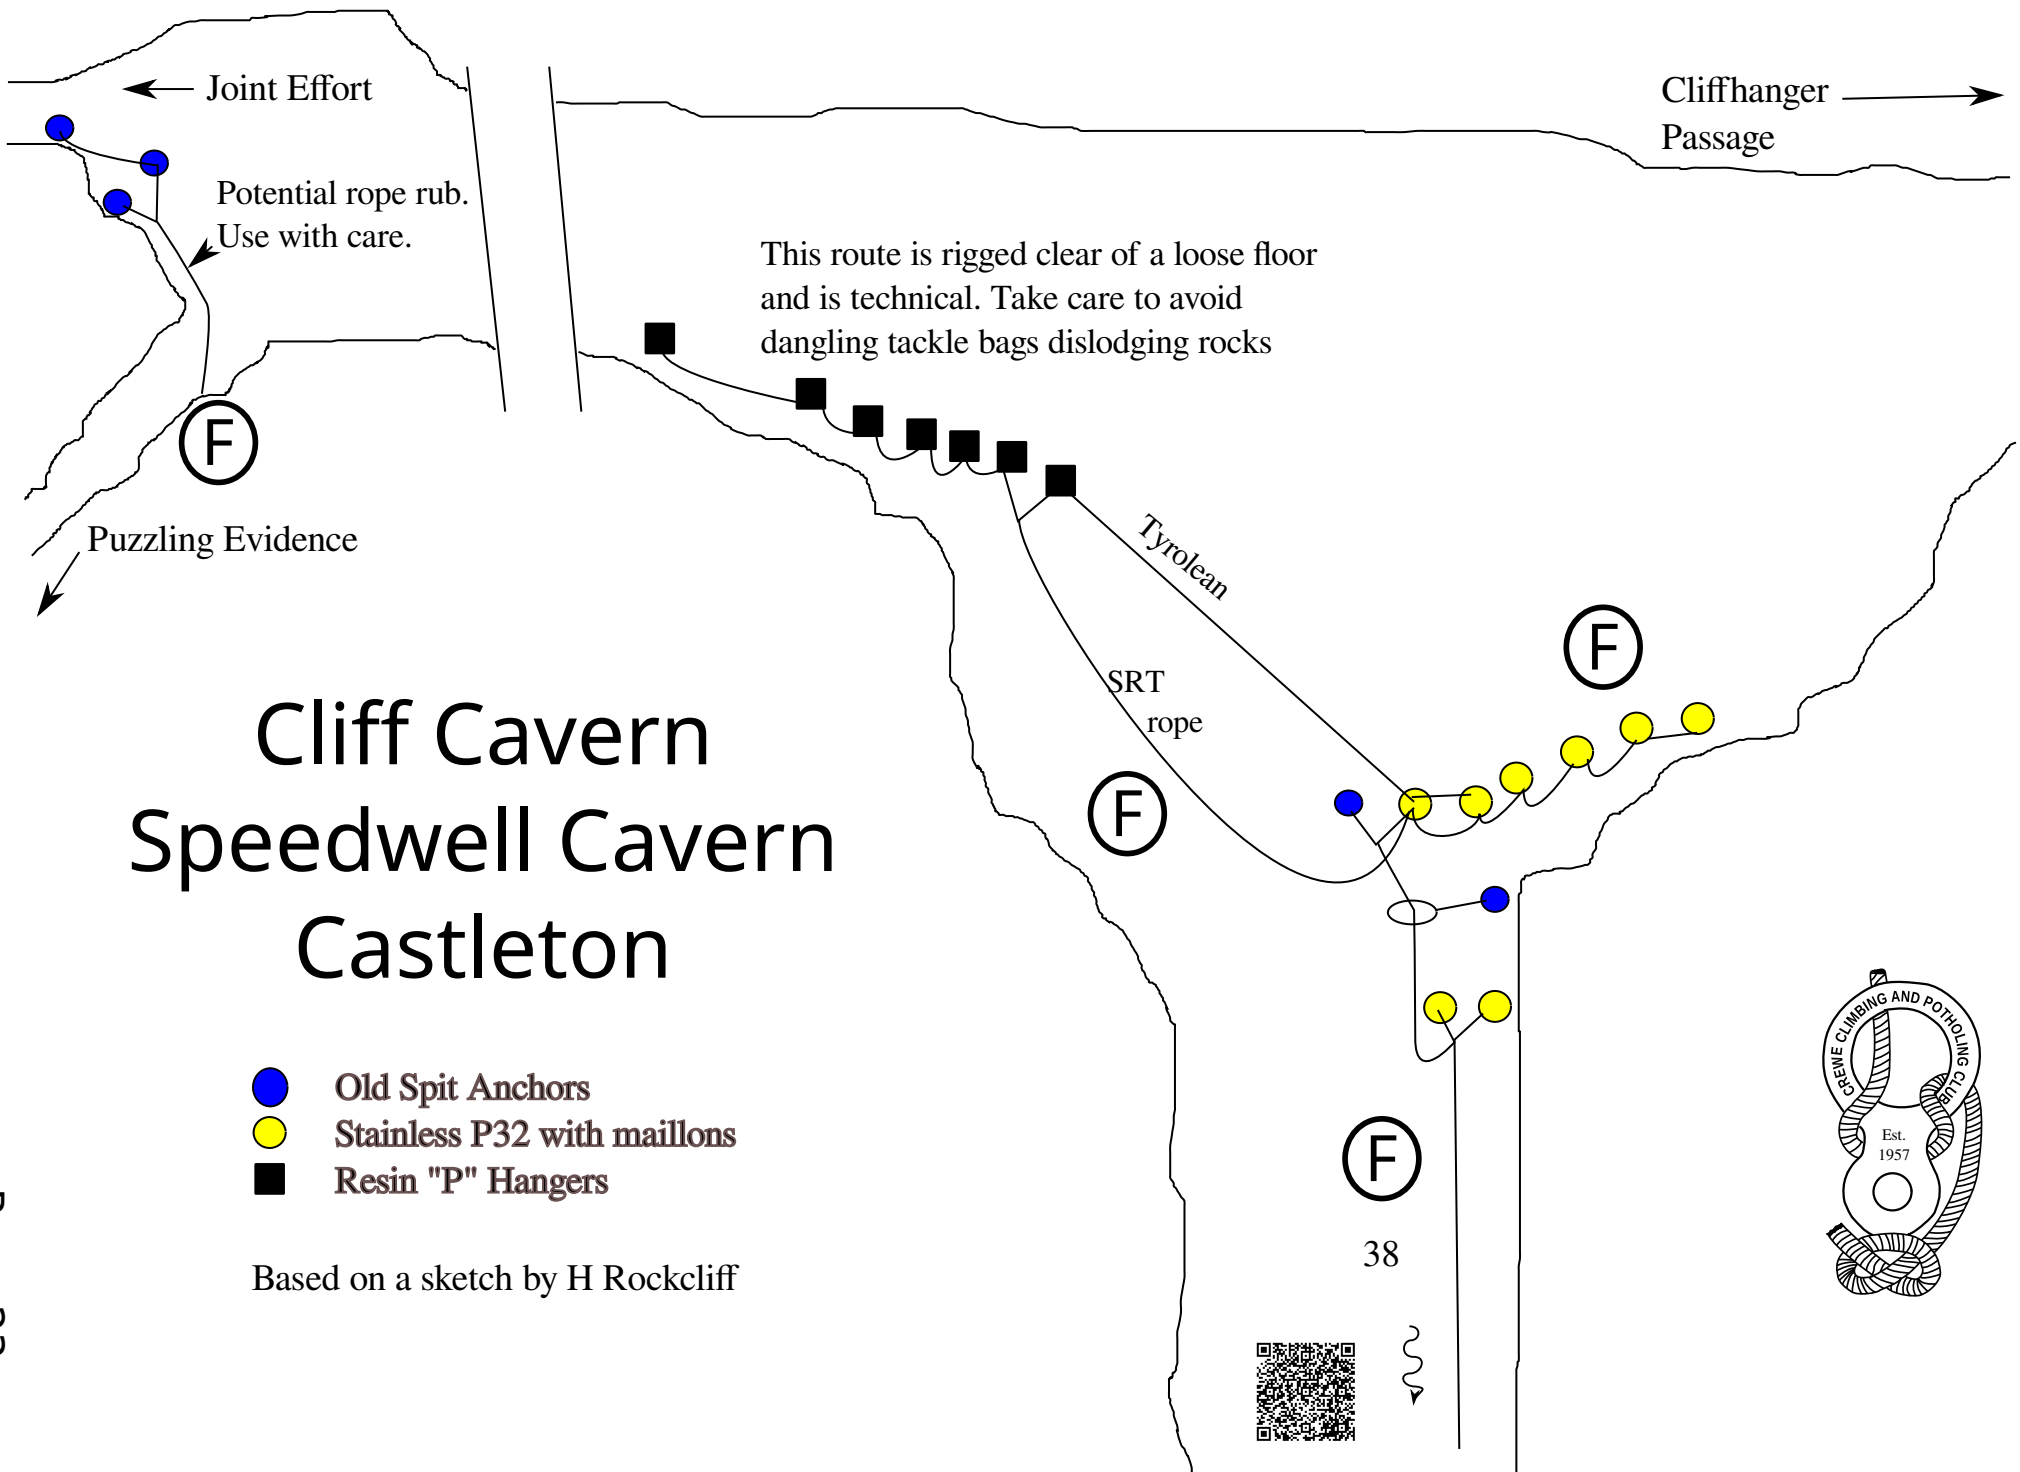 Joint Effort
Cliffhanger
Passage
Potential rope rub.
Use with care.
This route is rigged clear of a loose floor
and is technical. Take care to avoid
dangling tackle bags dislodging rocks
F
Puzzling Evidence
Tyrolean
F
SRT
rope
F
Cliff Cavern
Speedwell Cavern
Castleton
Old Spit Anchors
Stainless P32 with maillons
Resin "P" Hangers
Based on a sketch by H Rockcliff
F
38
CREWE CLIMBING AND POTHOLING CLUB
Est.
1957